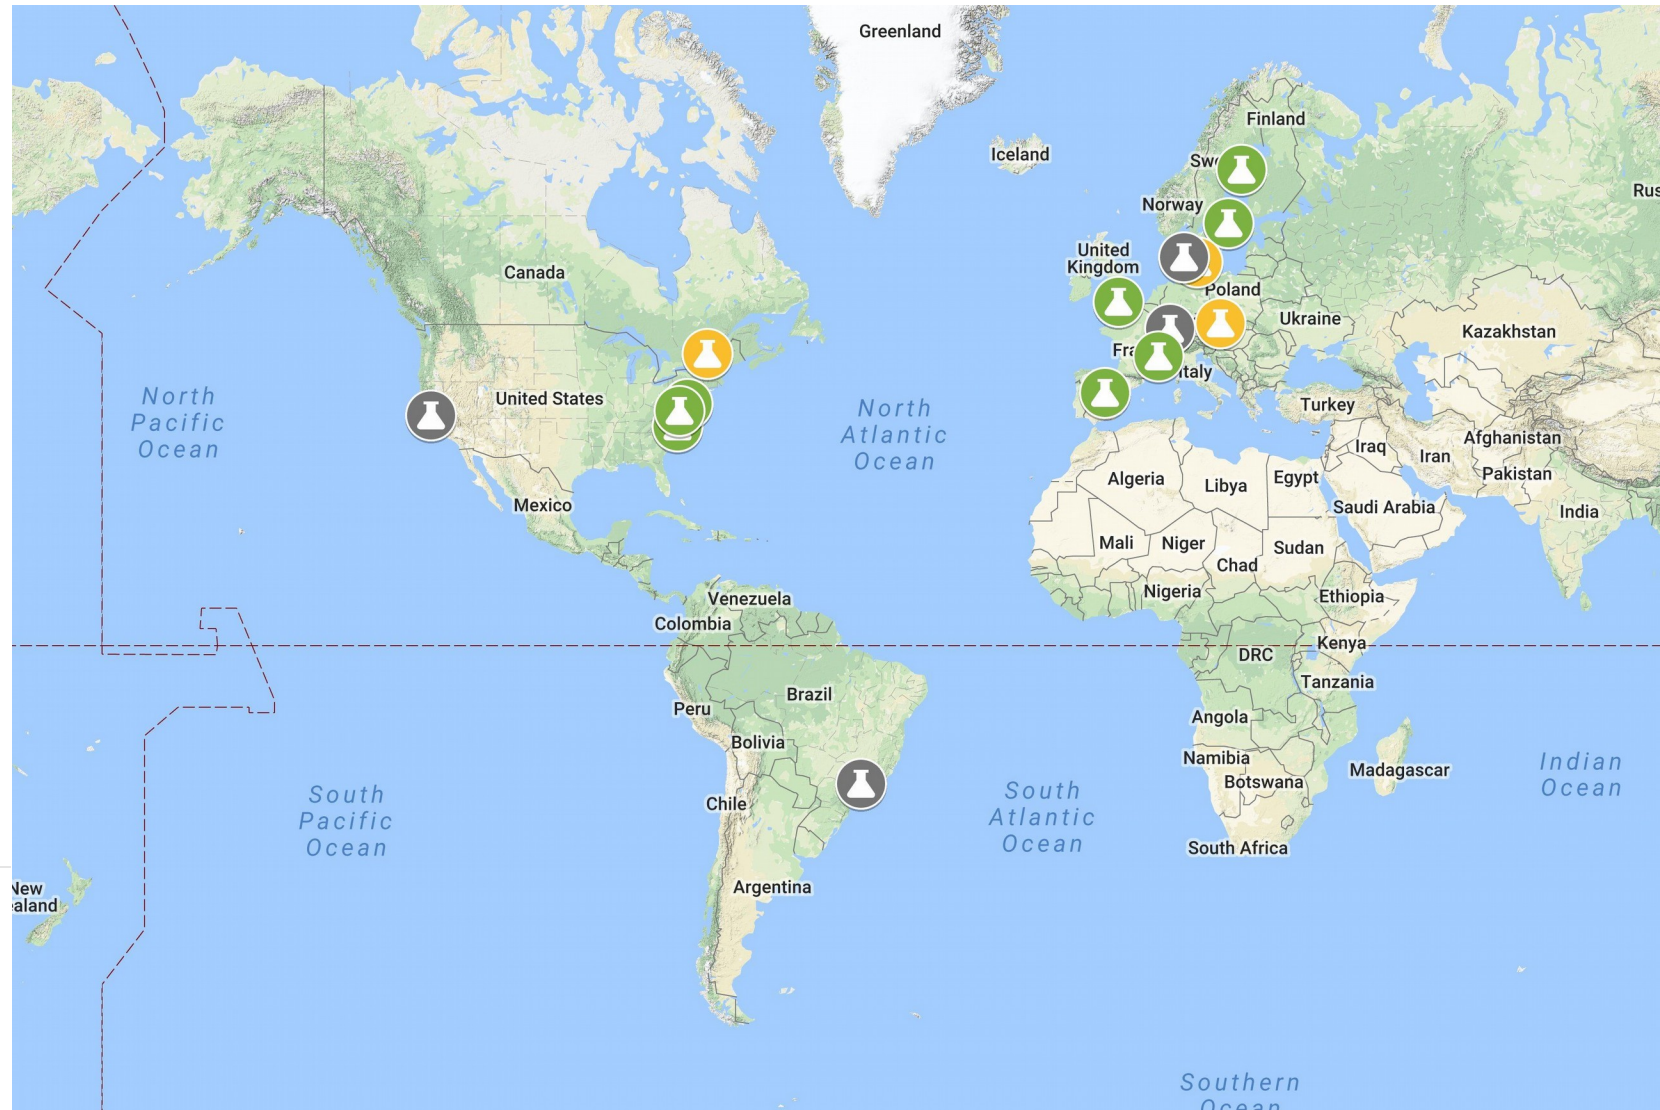 Greenland
Finland
Iceland
Swe
Rus
Norway
United
Kingdom
Canada
Poland
Ukraine
Kazakhstan
Fra
Italy
North
Pacific
Ocean
United States
North
Atlantic
Ocean
Turkey
Afghanistan
Iraq
Iran
Pakistan
Algeria
Libya
Egypt
Saudi Arabia
India
Mexico
Mali
Niger
Sudan
Chad
Nigeria
Ethiopia
Venezuela
Colombia
Kenya
DRC
Tanzania
Brazil
Peru
Angola
Bolivia
Namibia
Botswana
Madagascar
Indian
Ocean
South
Pacific
Ocean
Chile
South
Atlantic
Ocean
South Africa
New
ealand
Argentina
Southern
Ocean